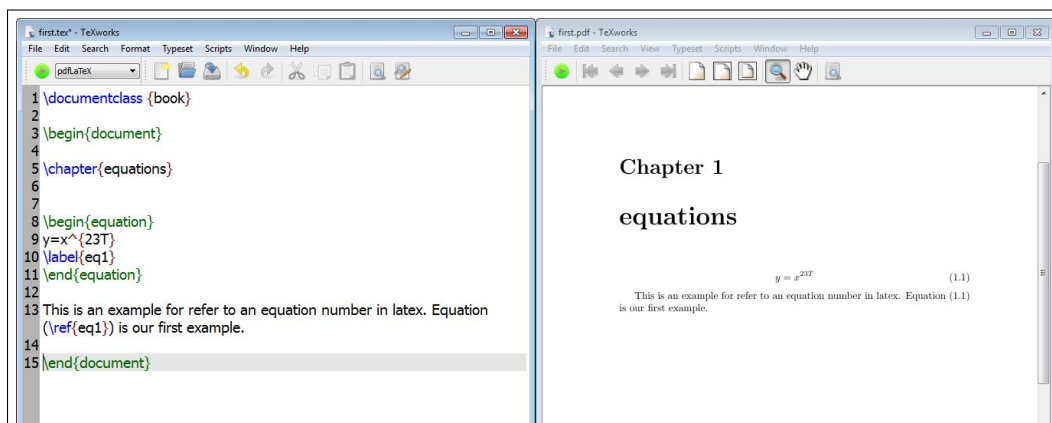 first.tex* - TeXworks
File Edit Search Format Typeset Scripts Window Help
pdfLaTeX
1 \documentclass {book}
2
3 \begin{document}
4
5 \chapter{equations}
6
7
8 \begin{equation}
9 y=x^{23T}
10 \label{eq1}
11 \end{equation}
12
13 This is an example for refer to an equation number in latex. Equation
(\ref{eq1}) is our first example.
14
15 \end{document}
first.pdf - TeXworks
File Edit Search View Typeset Scripts Window Help
Chapter 1
equations
y = x^{23T} (1.1)
This is an example for refer to an equation number in latex. Equation (1.1)
is our first example.